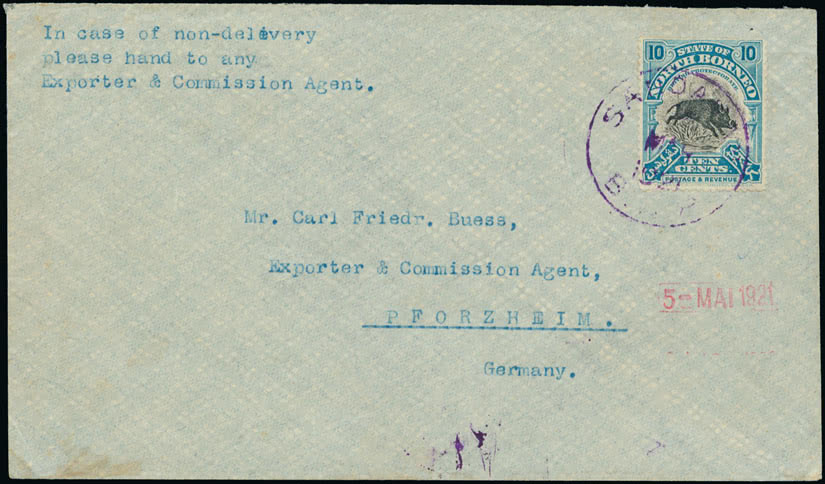 In case of non-delivery
please hand to any
Exporter & Commission Agent.
10 10
STATE OF
NORTH BORNEO
TEN
CENTS
POSTAGE & REVENUE
Mr. Carl Friedr. Buess,
Exporter & Commission Agent,
PFORZHEIM.
Germany.
5- MAI 1921